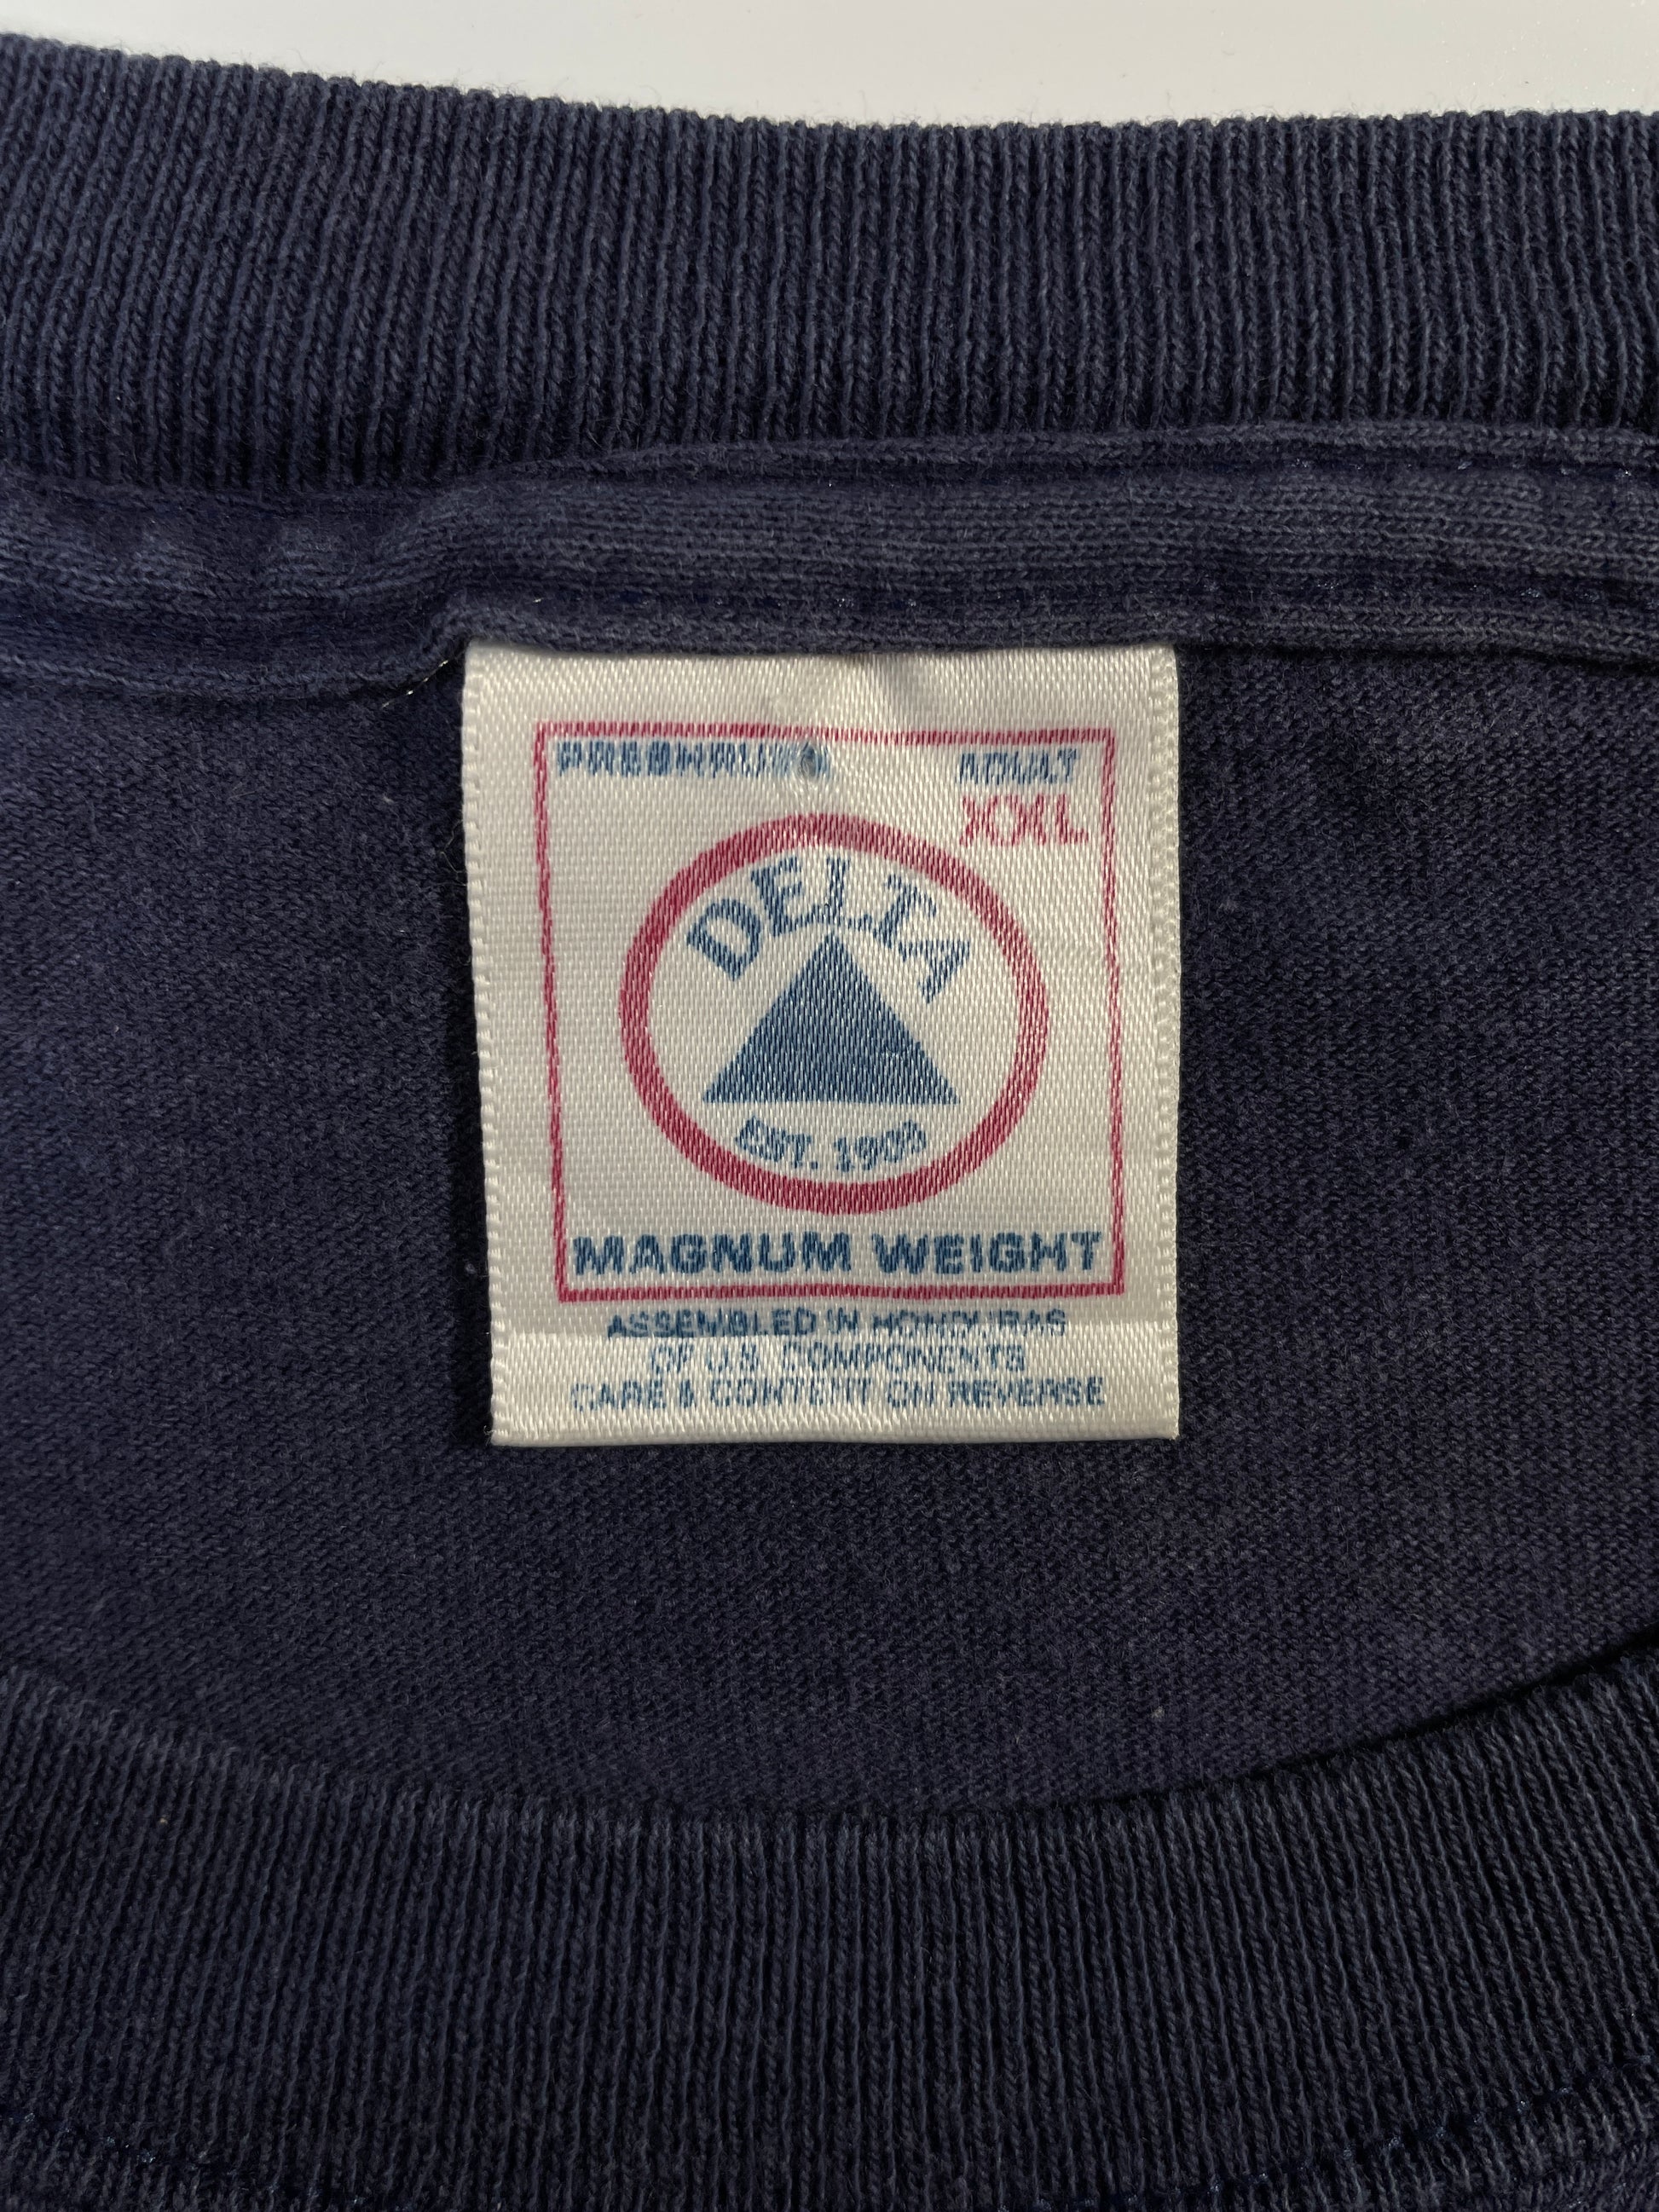 PRESHRUNK ADULT
XXL
DELTA
EST. 1903
MAGNUM WEIGHT
ASSEMBLED IN HONDURAS
OF U.S. COMPONENTS
CARE & CONTENT ON REVERSE